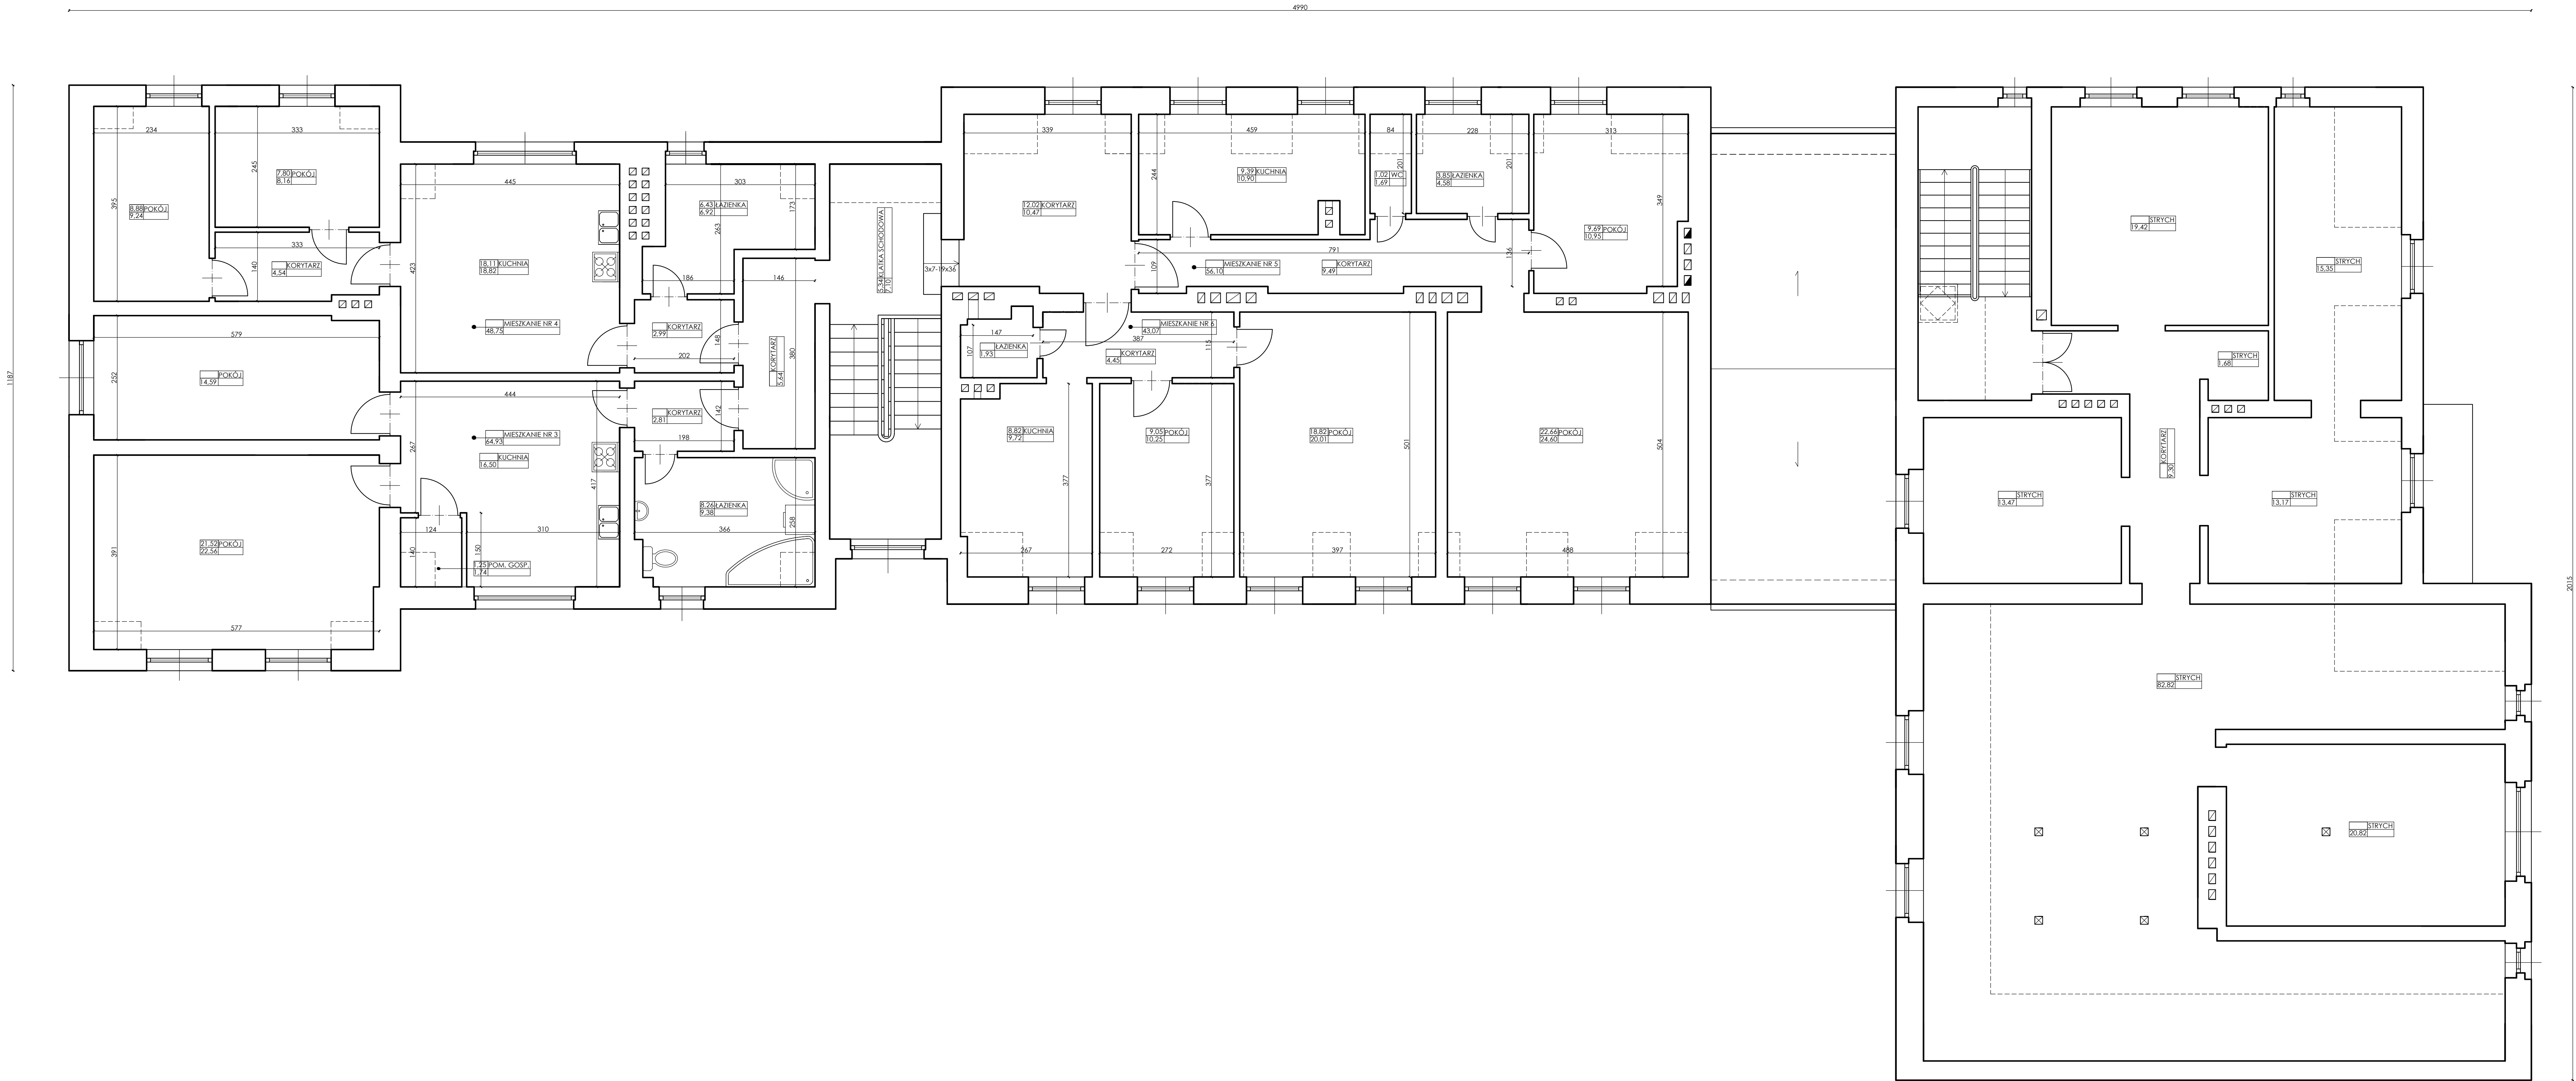 4990
1187
2015
234
333
395
245
7,80 POKÓJ
8,16
8,88 POKÓJ
9,24
333
140
KORYTARZ
4,54
579
252
POKÓJ
14,59
391
21,52 POKÓJ
22,56
577
445
423
18,11 KUCHNIA
18,82
MIESZKANIE NR 4
48,75
444
267
MIESZKANIE NR 3
64,93
KUCHNIA
16,50
417
124
310
140
150
1,25 POM. GOSP.
1,74
303
173
6,43 ŁAZIENKA
6,92
263
186
146
KORYTARZ
2,99
148
202
380
KORYTARZ
5,64
142
KORYTARZ
2,81
198
8,26 ŁAZIENKA
9,38
366
258
5,34 KLATKA SCHODOWA
7,10
3x7-19x36
339
12,02 KORYTARZ
10,47
459
244
9,39 KUCHNIA
10,90
84
201
1,02 WC
1,69
228
201
3,85 ŁAZIENKA
4,58
313
349
9,69 POKÓJ
10,95
791
136
109
MIESZKANIE NR 5
56,10
KORYTARZ
9,49
MIESZKANIE NR 6
43,07
387
115
147
107
ŁAZIENKA
1,93
KORYTARZ
4,45
8,82 KUCHNIA
9,72
377
267
9,05 POKÓJ
10,25
377
272
18,82 POKÓJ
20,01
501
397
22,66 POKÓJ
24,60
504
488
STRYCH
19,42
STRYCH
15,35
STRYCH
1,68
KORYTARZ
9,30
STRYCH
13,47
STRYCH
13,17
STRYCH
82,82
STRYCH
20,82